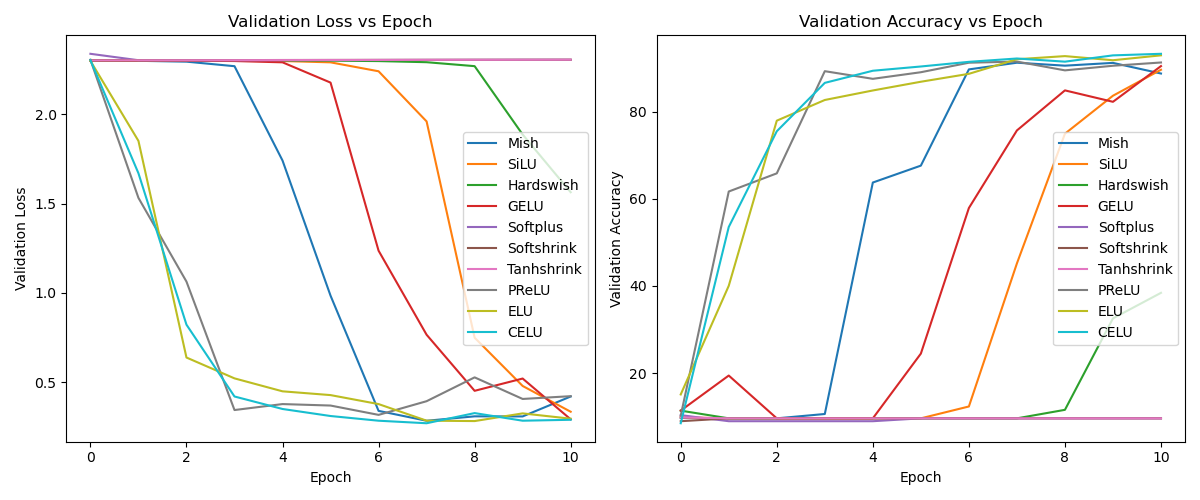 Validation Loss vs Epoch
Validation Loss
2.0
1.5
1.0
0.5
0 2 4 6 8 10
Epoch
Mish
SiLU
Hardswish
GELU
Softplus
Softshrink
Tanhshrink
PReLU
ELU
CELU
Validation Accuracy vs Epoch
Validation Accuracy
80
60
40
20
0 2 4 6 8 10
Epoch
Mish
SiLU
Hardswish
GELU
Softplus
Softshrink
Tanhshrink
PReLU
ELU
CELU